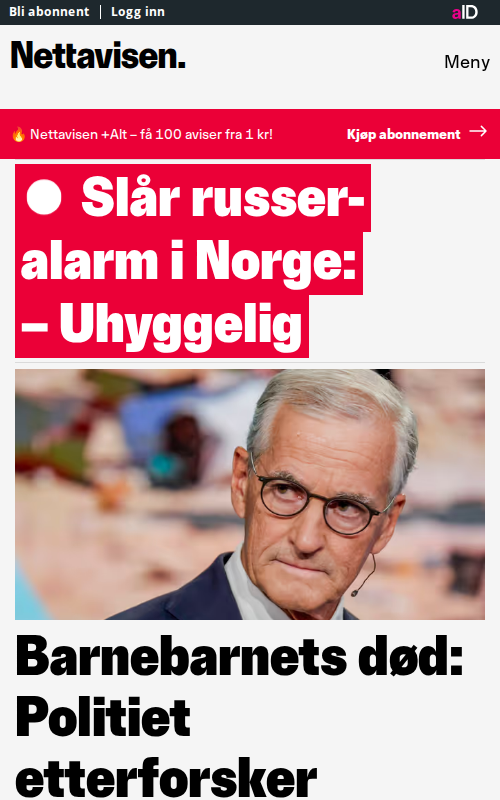 Bli abonnent | Logg inn
aID
Nettavisen.
Meny
🔥 Nettavisen +Alt – få 100 aviser fra 1 kr!
Kjøp abonnement →
Slår russer-
alarm i Norge:
– Uhyggelig
Barnebarnets død:
Politiet
etterforsker